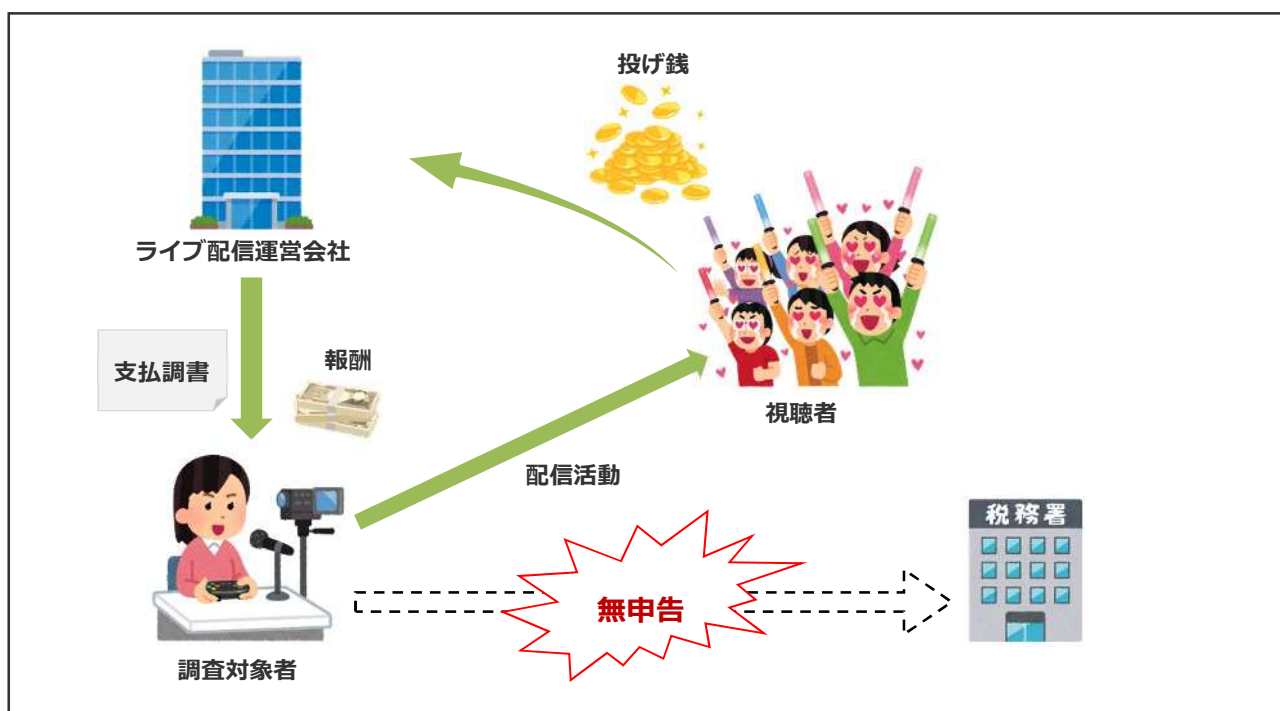 投げ銭
ライブ配信運営会社
支払調書
報酬
視聴者
配信活動
税務署
無申告
調査対象者